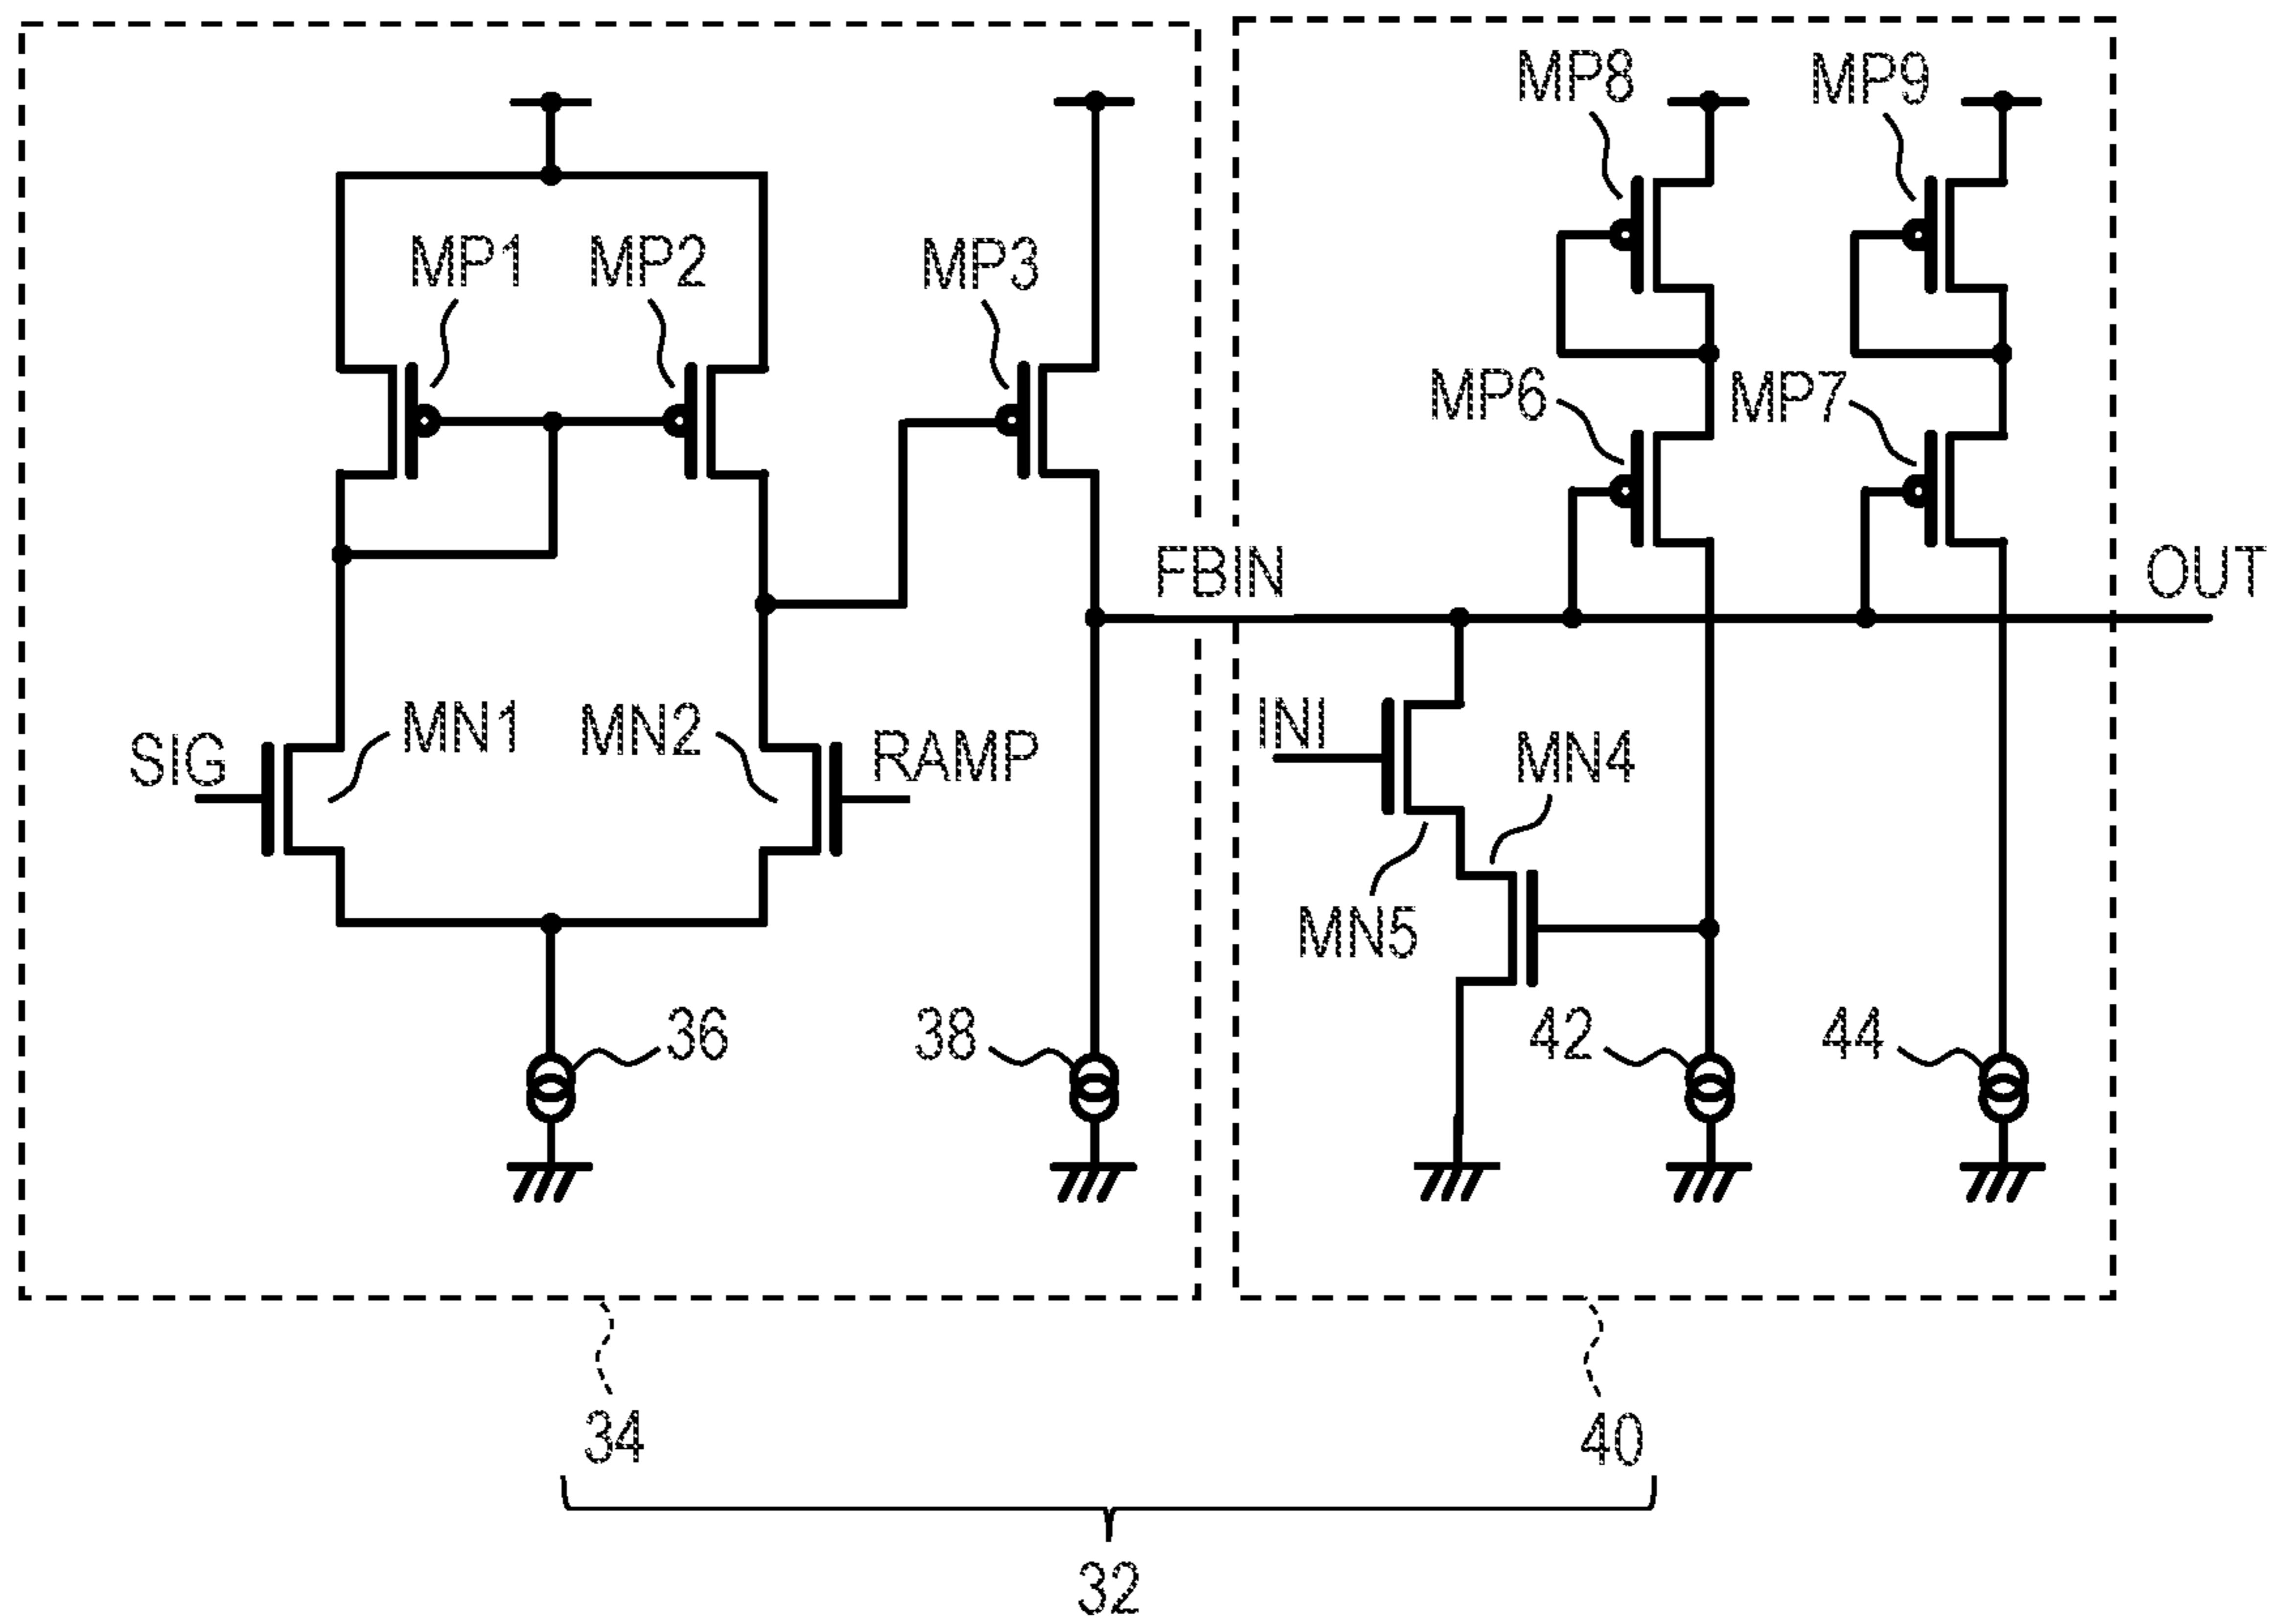 MP8
MP9
MP1
MP2
MP3
MP6
MP7
FBIN
OUT
SIG
MN1
MN2
RAMP
INI
MN4
MN5
36
38
42
44
34
40
32